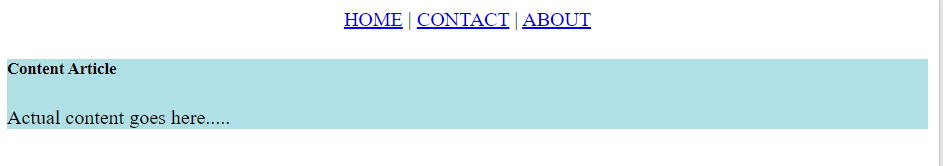 HOME | CONTACT | ABOUT
Content Article
Actual content goes here.....